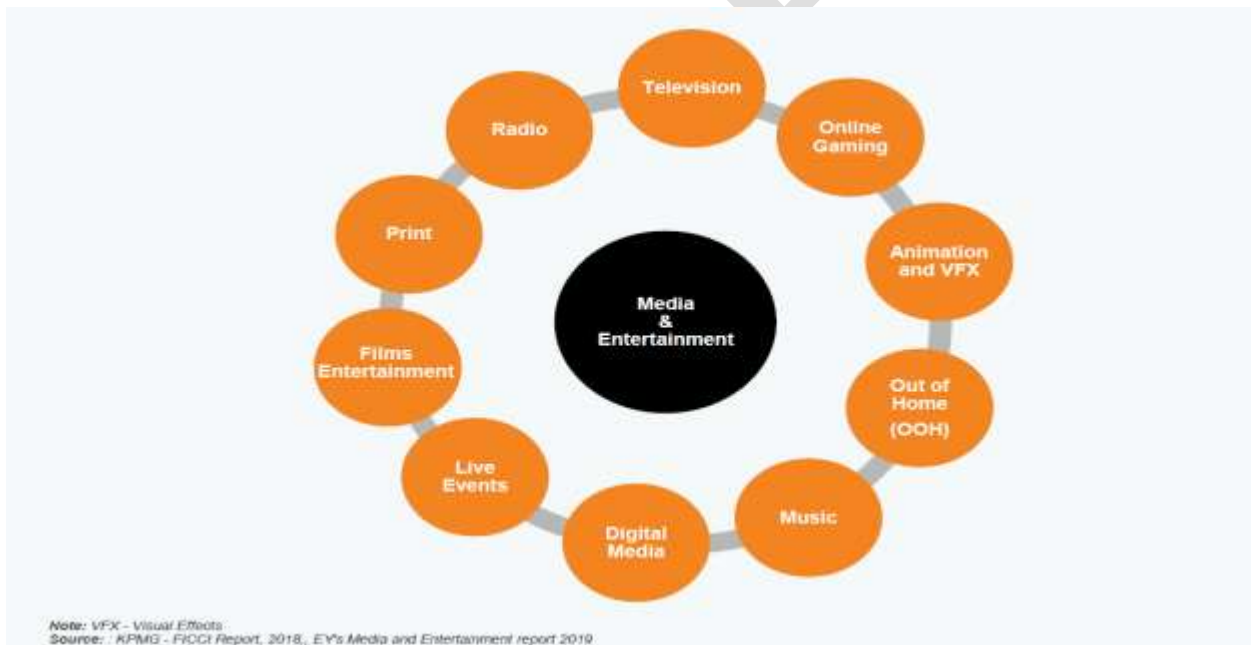 Television
Online
Gaming
Animation
and VFX
Out of
Home
(OOH)
Music
Digital
Media
Live
Events
Films
Entertainment
Print
Radio
Media
&
Entertainment
Note: VFX - Visual Effects
Source: : KPMG - FICCI Report, 2018,, EY's Media and Entertainment report 2019